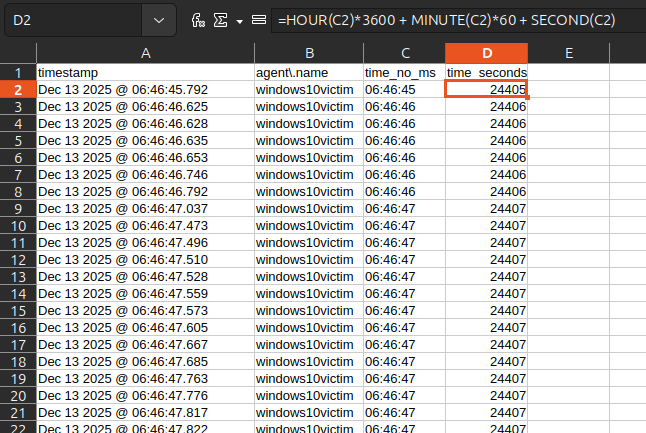 D2 =HOUR(C2)*3600 + MINUTE(C2)*60 + SECOND(C2)
A B C D E
1 timestamp agent\.name time_no_ms time_seconds
2 Dec 13 2025 @ 06:46:45.792 windows10victim 06:46:45 24405
3 Dec 13 2025 @ 06:46:46.625 windows10victim 06:46:46 24406
4 Dec 13 2025 @ 06:46:46.628 windows10victim 06:46:46 24406
5 Dec 13 2025 @ 06:46:46.635 windows10victim 06:46:46 24406
6 Dec 13 2025 @ 06:46:46.653 windows10victim 06:46:46 24406
7 Dec 13 2025 @ 06:46:46.746 windows10victim 06:46:46 24406
8 Dec 13 2025 @ 06:46:46.792 windows10victim 06:46:46 24406
9 Dec 13 2025 @ 06:46:47.037 windows10victim 06:46:47 24407
10 Dec 13 2025 @ 06:46:47.473 windows10victim 06:46:47 24407
11 Dec 13 2025 @ 06:46:47.496 windows10victim 06:46:47 24407
12 Dec 13 2025 @ 06:46:47.510 windows10victim 06:46:47 24407
13 Dec 13 2025 @ 06:46:47.528 windows10victim 06:46:47 24407
14 Dec 13 2025 @ 06:46:47.559 windows10victim 06:46:47 24407
15 Dec 13 2025 @ 06:46:47.573 windows10victim 06:46:47 24407
16 Dec 13 2025 @ 06:46:47.605 windows10victim 06:46:47 24407
17 Dec 13 2025 @ 06:46:47.667 windows10victim 06:46:47 24407
18 Dec 13 2025 @ 06:46:47.685 windows10victim 06:46:47 24407
19 Dec 13 2025 @ 06:46:47.763 windows10victim 06:46:47 24407
20 Dec 13 2025 @ 06:46:47.776 windows10victim 06:46:47 24407
21 Dec 13 2025 @ 06:46:47.817 windows10victim 06:46:47 24407
22 Dec 13 2025 @ 06:46:47.822 windows10victim 06:46:47 24407